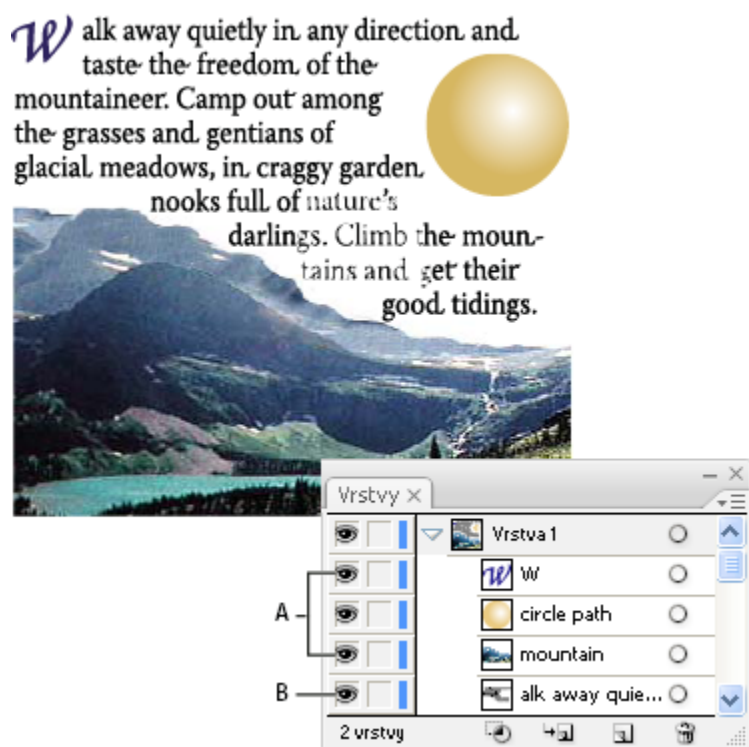 Walk away quietly in any direction and
taste the freedom of the
mountaineer. Camp out among
the grasses and gentians of
glacial meadows, in craggy garden
nooks full of nature's
darlings. Climb the moun-
tains and get their
good tidings.
Vrstvy
Vrstva 1
W
A
circle path
mountain
B
alk away quie...
2 vrstvy